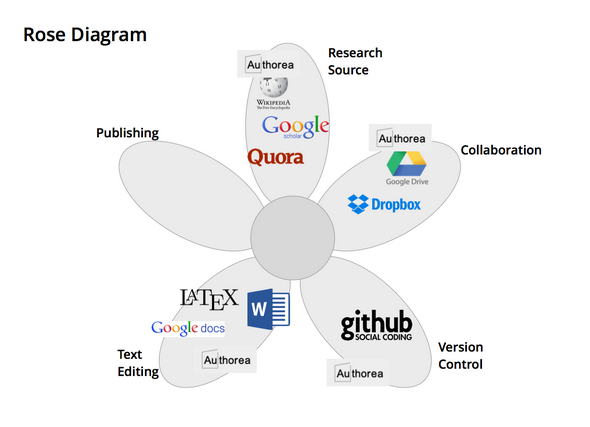 Rose Diagram
Authorea
Research
Source
WIKIPEDIA
The Free Encyclopedia
Google
scholar
Quora
Publishing
Authorea
Collaboration
Google Drive
Dropbox
LATEX
W
Google docs
Text
Editing
Authorea
github
SOCIAL CODING
Version
Control
Authorea